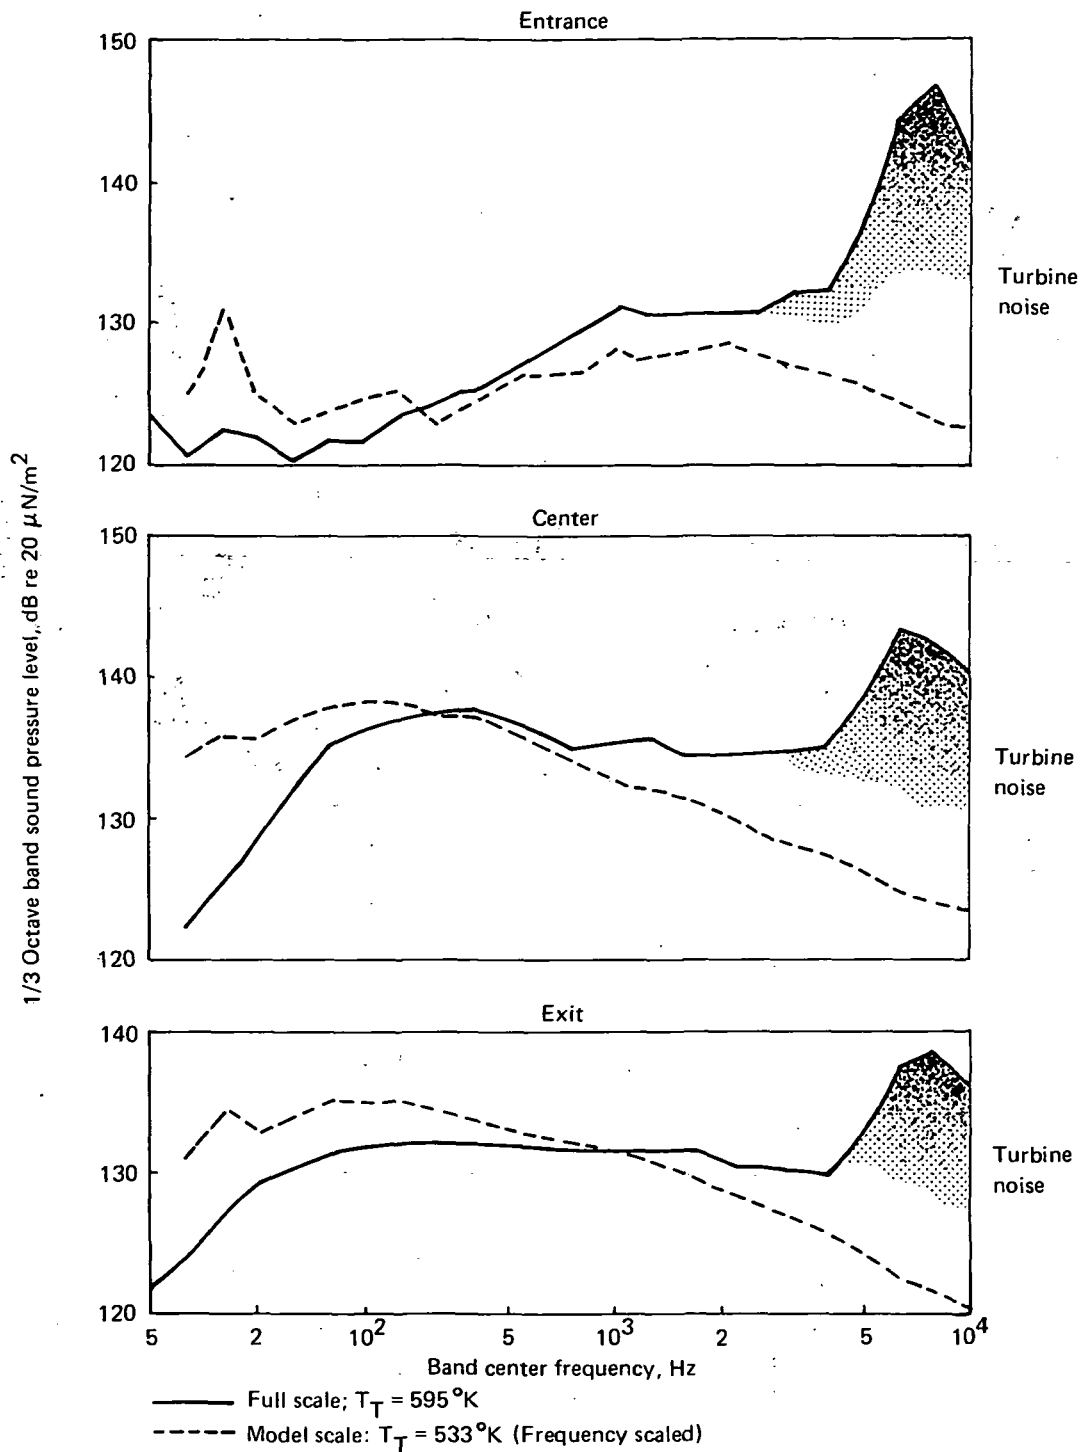 Entrance
150
140
130
120
Turbine
noise
Center
150
140
130
120
Turbine
noise
1/3 Octave band sound pressure level, dB re 20 μN/m²
Exit
140
130
120
Turbine
noise
5 2 10² 5 10³ 2 5 10⁴
Band center frequency, Hz
Full scale; T_T = 595°K
Model scale: T_T = 533°K (Frequency scaled)